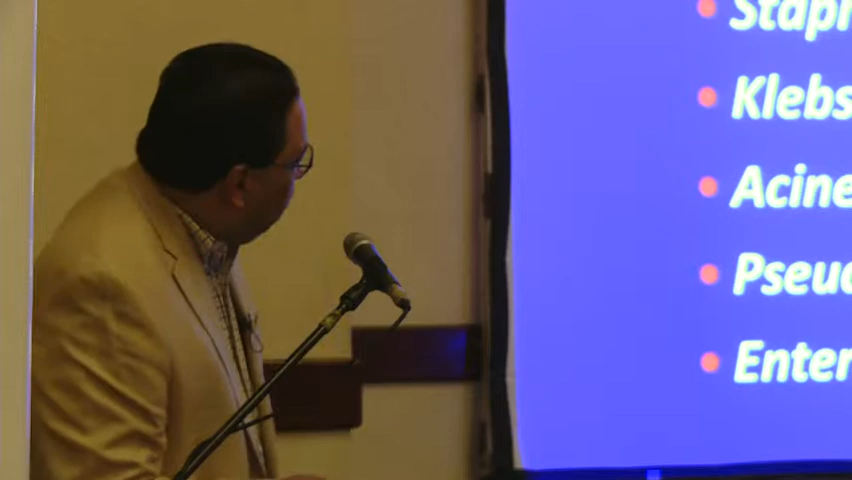 Staph
Klebs
Acine
Pseud
Enter